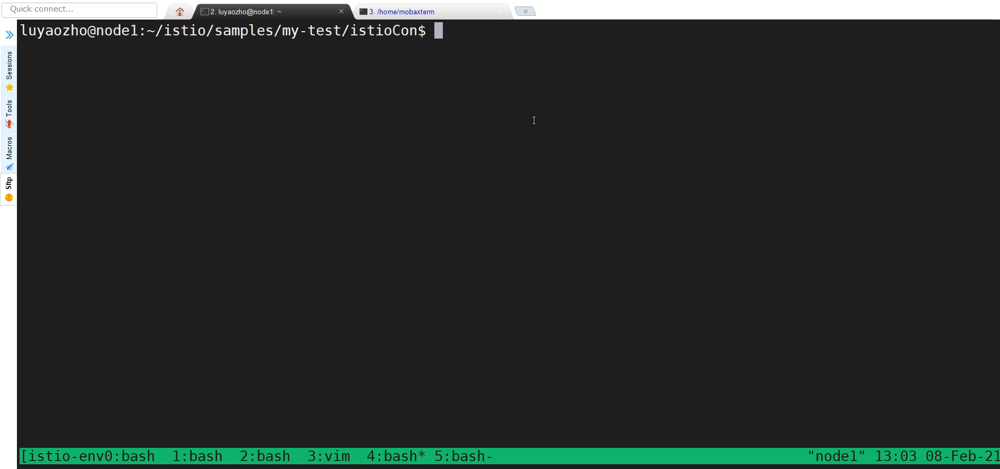 Quick connect...
2. luyaozho@node1: ~
3. /home/mobaxterm
luyaozho@node1:~/istio/samples/my-test/istioCon$
Sessions
Tools
Macros
Sftp
[istio-env0:bash  1:bash  2:bash  3:vim  4:bash* 5:bash-
"node1" 13:03 08-Feb-21